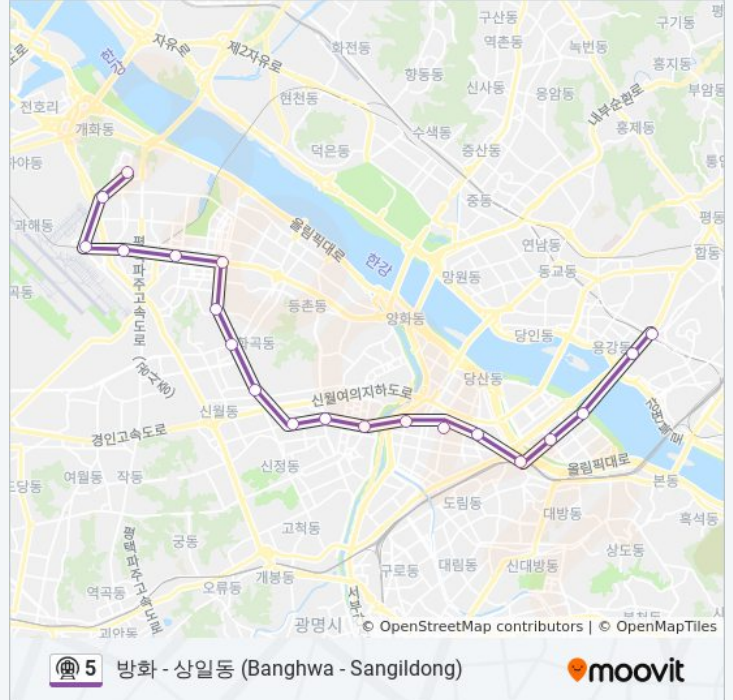 구산동
구기동
자유로
제2자유로
화전동
역촌동
녹번동
한강
향동동
홍지동
신사동
응암동
부암동
전호리
현천동
내부순환로
개화동
수색동
홍제동
덕은동
증산동
중동
과해동
올림픽대로
평동
연남동
한강
합동
망원동
동교동
파주고속도로
등촌동
양화동
당인동
용강동
당산동
신월여의지하도로
신월동
경인고속도로
올림픽대로
신정동
여월동
작동
본동
도림동
대방동
흑석동
고척동
궁동
상도동
구로동
대림동
신대방동
평택파주고속도로
개봉동
역곡동
오류동
광명시
괴안동
© OpenStreetMap contributors | © OpenMapTiles
5 방화 - 상일동 (Banghwa - Sangildong)
moovit